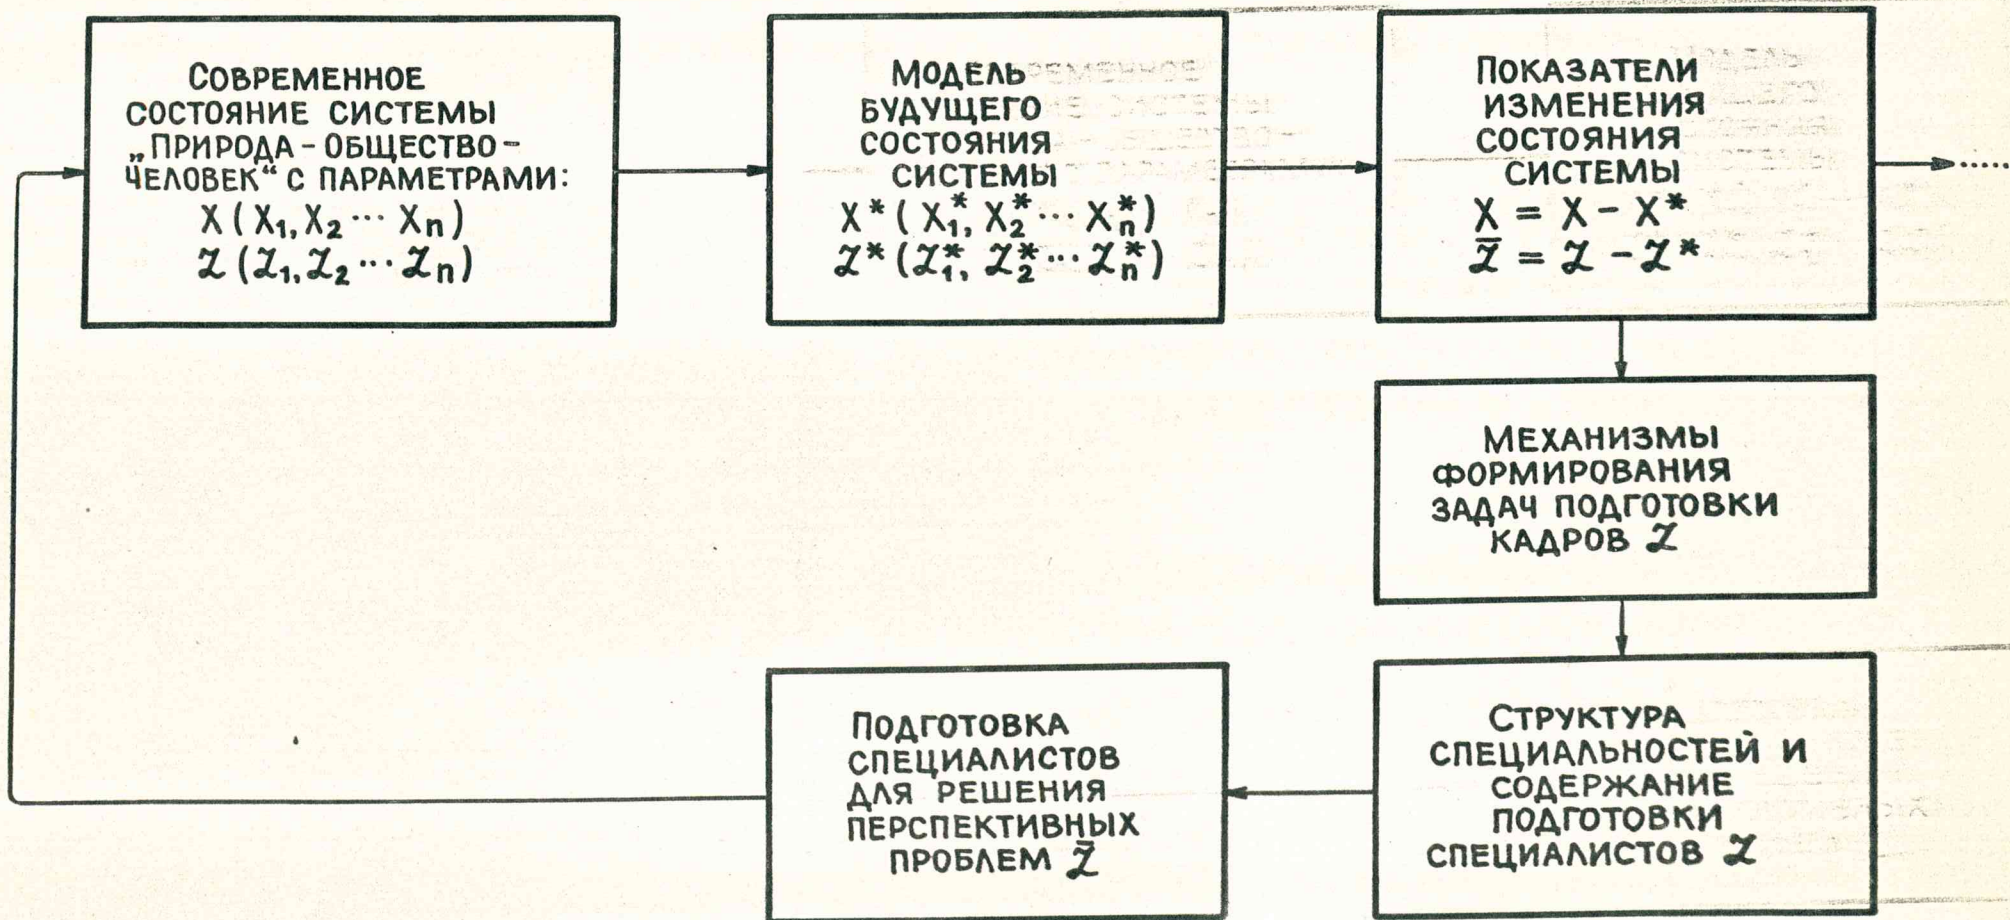 Современное
состояние системы
„природа - общество -
человек“ с параметрами:
X (X₁, X₂ ··· Xn)
Z (Z₁, Z₂ ··· Zn)
Модель
будущего
состояния
системы
X* (X₁*, X₂* ··· Xn*)
Z* (Z₁*, Z₂* ··· Zn*)
Показатели
изменения
состояния
системы
X = X - X*
Z̄ = Z - Z*
Механизмы
формирования
задач подготовки
кадров Z
Структура
специальностей и
содержание
подготовки
специалистов Z
Подготовка
специалистов
для решения
перспективных
проблем Z̄